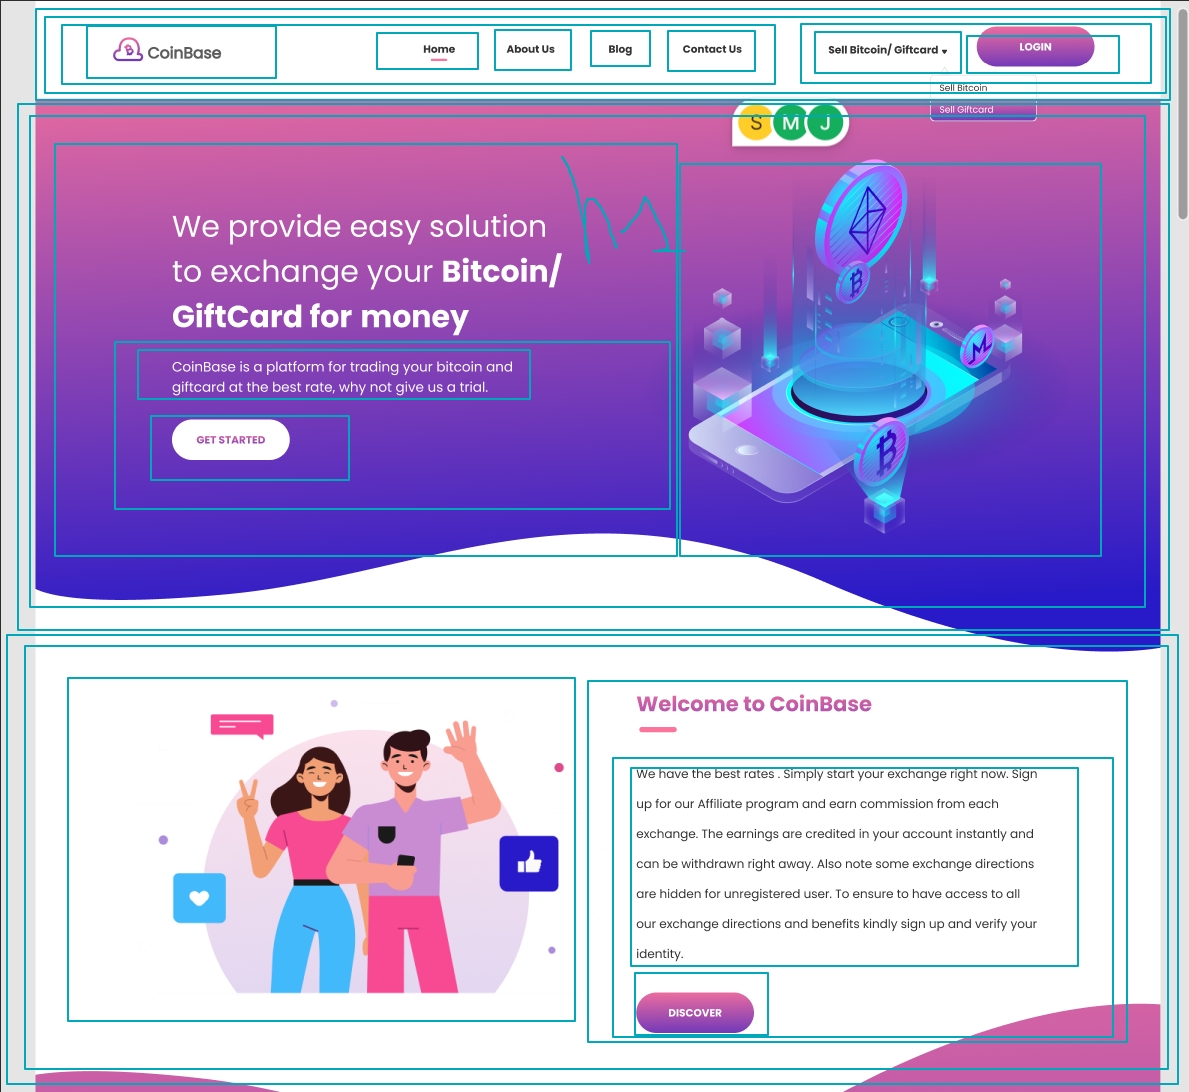 CoinBase
Home
About Us
Blog
Contact Us
Sell Bitcoin/ Giftcard
LOGIN
Sell Bitcoin
Sell Giftcard
S M J
We provide easy solution
to exchange your Bitcoin/
GiftCard for money
CoinBase is a platform for trading your bitcoin and
giftcard at the best rate, why not give us a trial.
GET STARTED
Welcome to CoinBase
We have the best rates . Simply start your exchange right now. Sign
up for our Affiliate program and earn commission from each
exchange. The earnings are credited in your account instantly and
can be withdrawn right away. Also note some exchange directions
are hidden for unregistered user. To ensure to have access to all
our exchange directions and benefits kindly sign up and verify your
identity.
DISCOVER